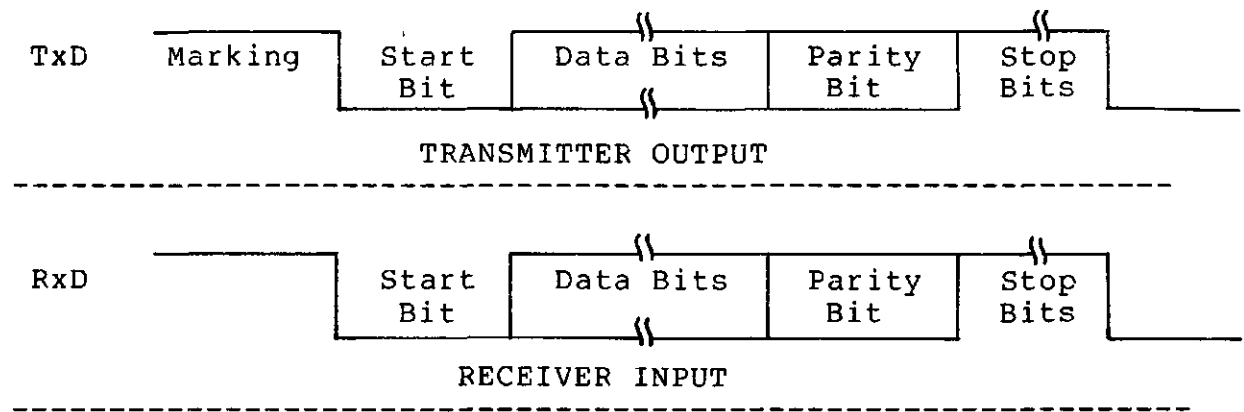 TxD Marking Start Data Bits Parity Stop
Bit Bit Bits
TRANSMITTER OUTPUT
RxD Start Data Bits Parity Stop
Bit Bit Bits
RECEIVER INPUT